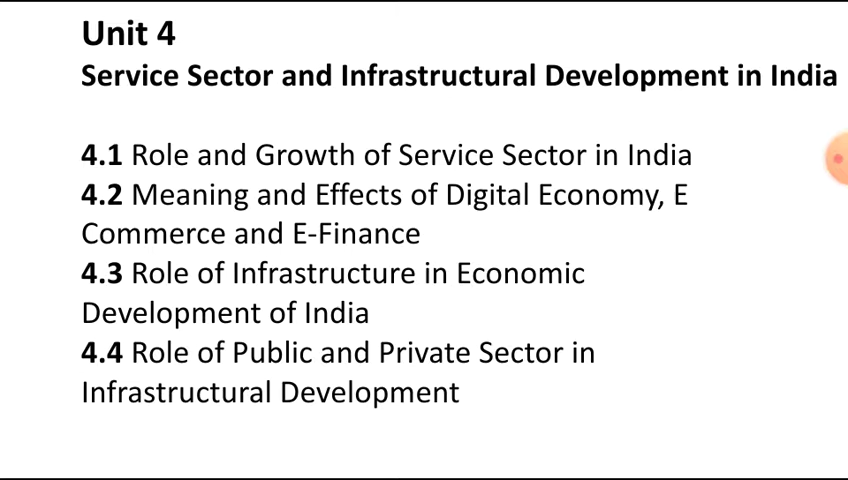 Unit 4
Service Sector and Infrastructural Development in India
4.1 Role and Growth of Service Sector in India
4.2 Meaning and Effects of Digital Economy, E
Commerce and E-Finance
4.3 Role of Infrastructure in Economic
Development of India
4.4 Role of Public and Private Sector in
Infrastructural Development